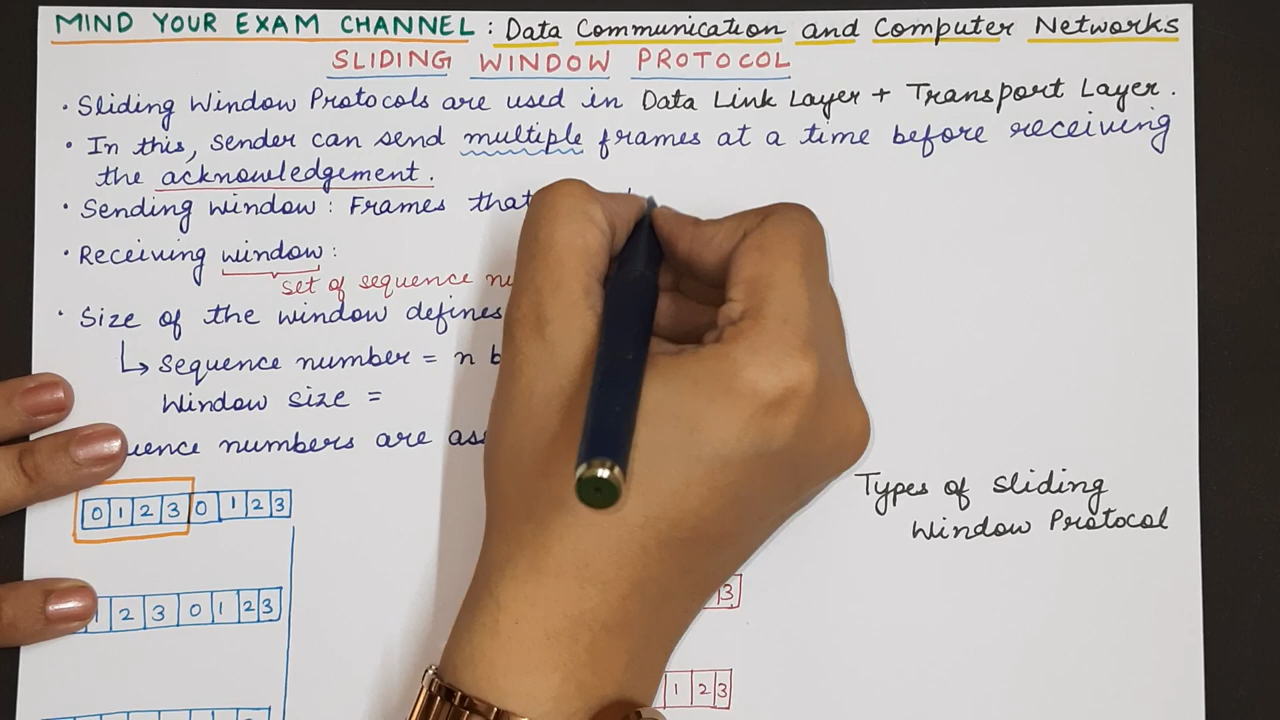 MIND YOUR EXAM CHANNEL : Data Communication and Computer Networks
SLIDING WINDOW PROTOCOL
• Sliding Window Protocols are used in Data Link Layer + Transport Layer.
• In this, sender can send multiple frames at a time before receiving
the acknowledgement.
• Sending window : Frames that
• Receiving window :
set of sequence
• Size of the window defines
↳ Sequence number = n
Window size =
numbers are
Types of Sliding
Window Protocol
0 1 2 3 0 1 2 3
1 2 3 0 1 2 3
3
1 2 3